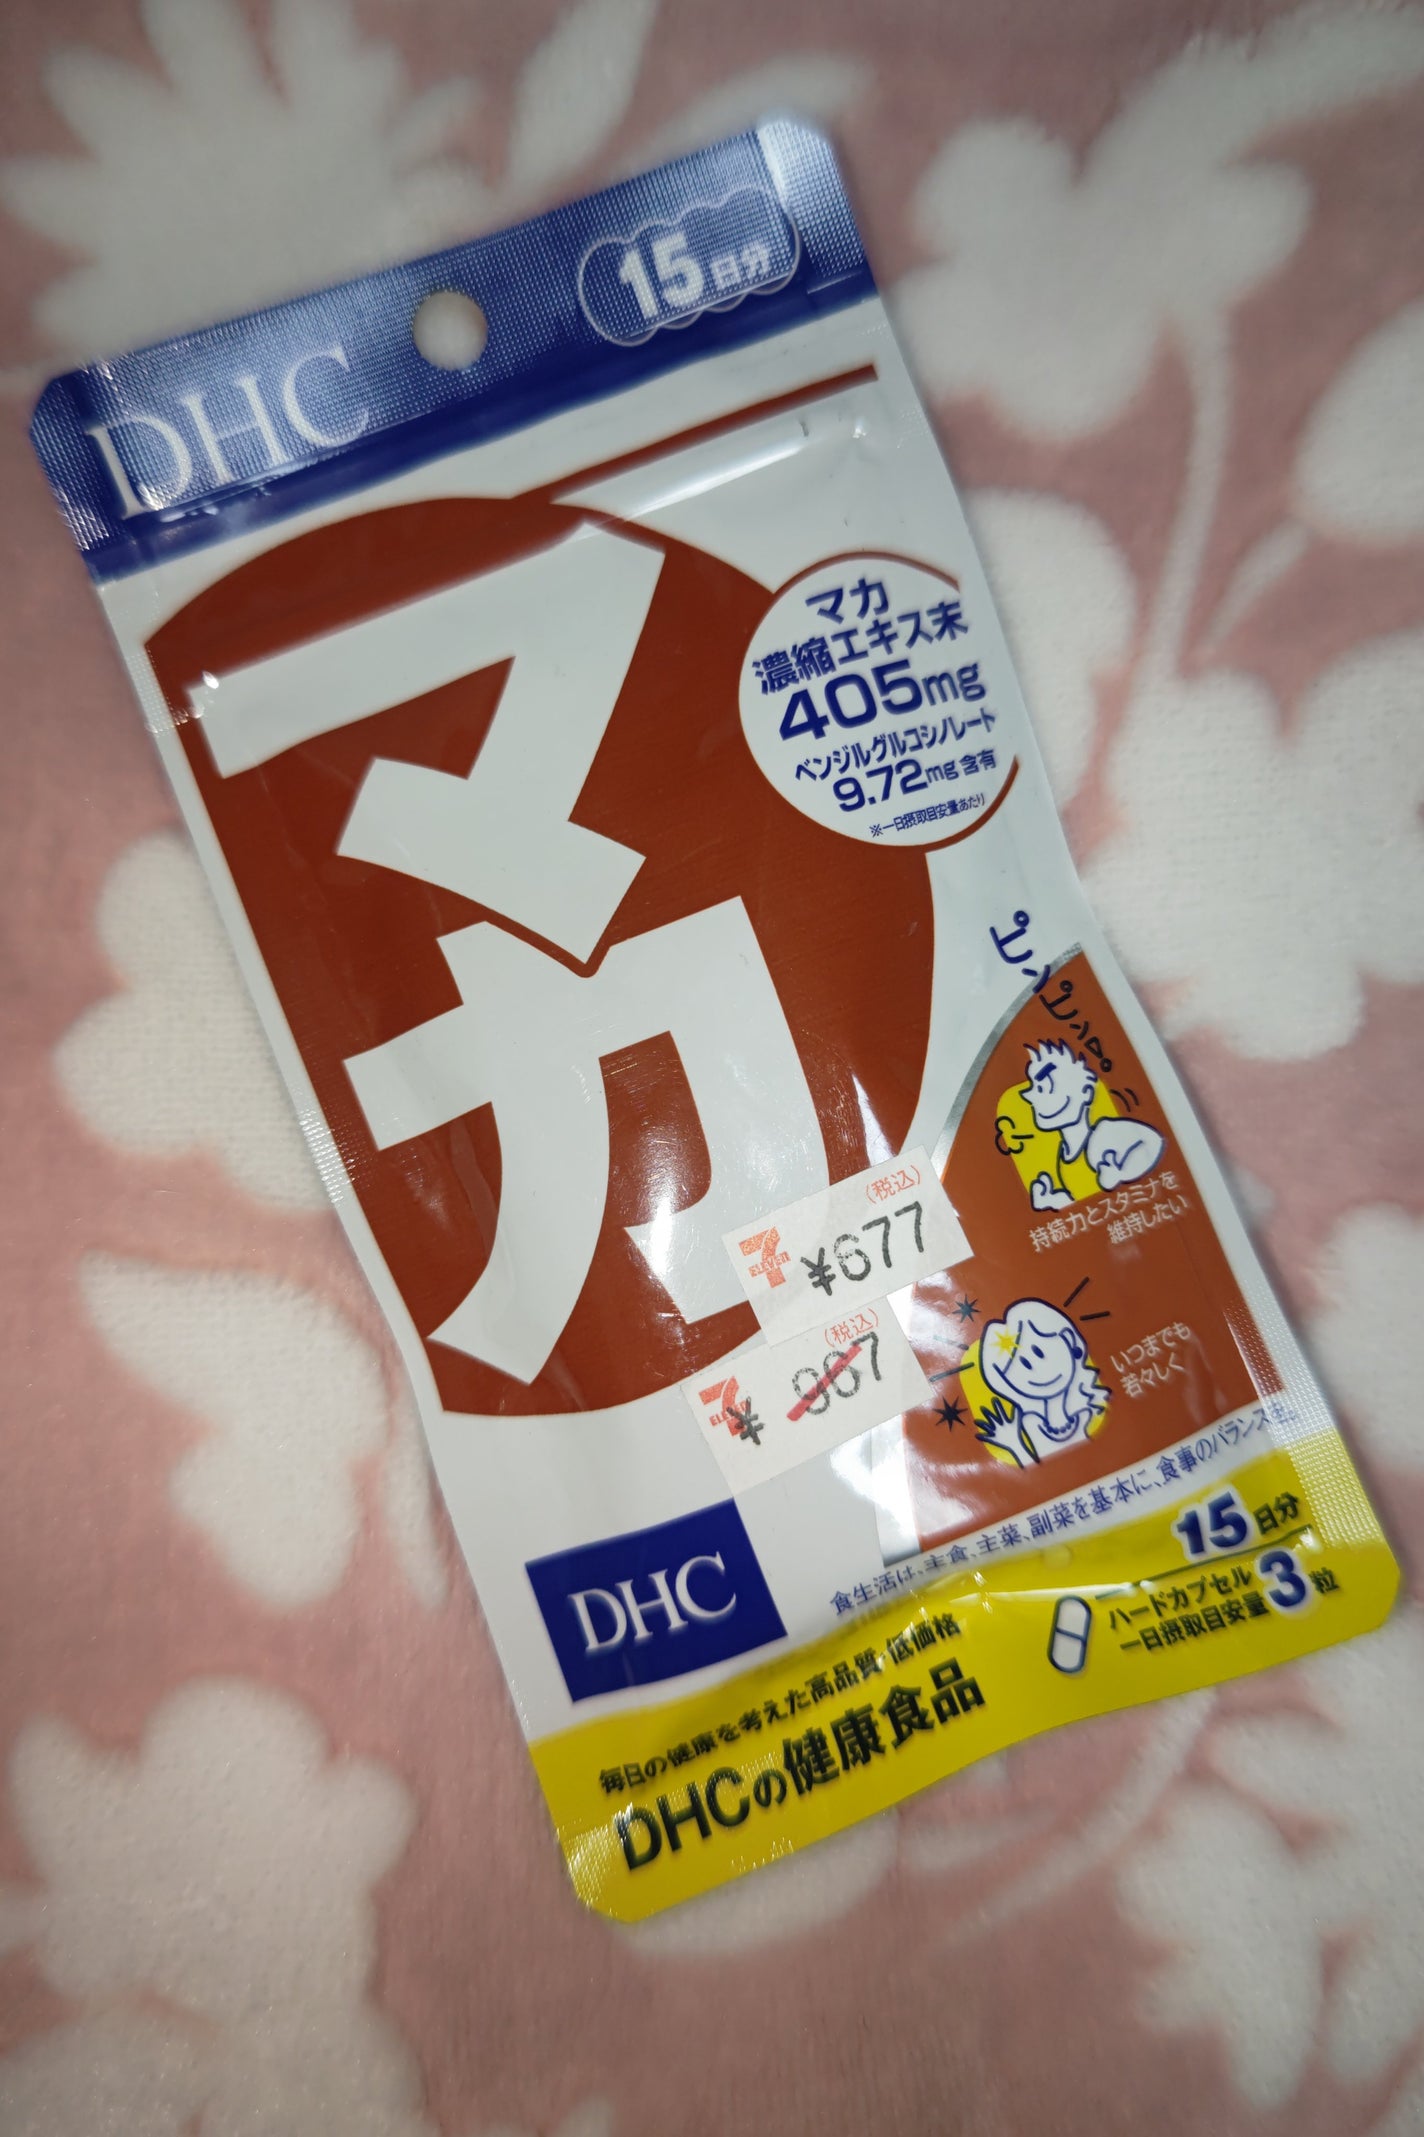 DHC
15日分
マカ
マカ
濃縮エキス末
405mg
ベンジルグルコシノレート
9.72mg含有
※一日摂取目安量あたり
ピンピン。
持続力とスタミナを
維持したい
(税込)
¥677
(税込)
¥967
いつまでも
若々しく
食生活は、主食、主菜、副菜を基本に、食事のバランスを。
DHC
15日分
ハードカプセル
一日摂取目安量3粒
毎日の健康を考えた高品質・低価格
DHCの健康食品